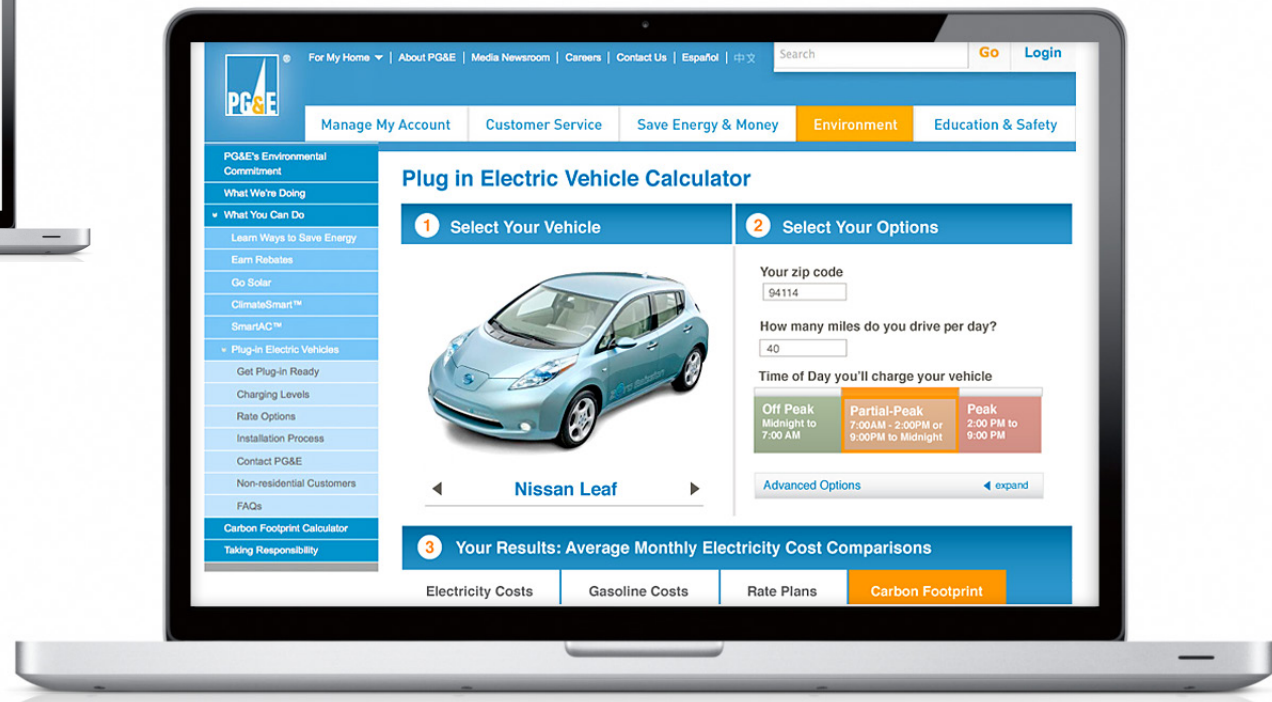 For My Home | About PG&E | Media Newsroom | Careers | Contact Us | Español | 中文
Search
Go
Login
®
PG&E
Manage My Account
Customer Service
Save Energy & Money
Environment
Education & Safety
PG&E's Environmental
Commitment
What We're Doing
What You Can Do
Learn Ways to Save Energy
Earn Rebates
Go Solar
ClimateSmart™
SmartAC™
Plug-in Electric Vehicles
Get Plug-in Ready
Charging Levels
Rate Options
Installation Process
Contact PG&E
Non-residential Customers
FAQs
Carbon Footprint Calculator
Taking Responsibility
Plug in Electric Vehicle Calculator
1 Select Your Vehicle
Nissan Leaf
2 Select Your Options
Your zip code
94114
How many miles do you drive per day?
40
Time of Day you'll charge your vehicle
Off Peak
Midnight to
7:00 AM
Partial-Peak
7:00AM - 2:00PM or
9:00PM to Midnight
Peak
2:00 PM to
9:00 PM
Advanced Options
expand
3 Your Results: Average Monthly Electricity Cost Comparisons
Electricity Costs
Gasoline Costs
Rate Plans
Carbon Footprint